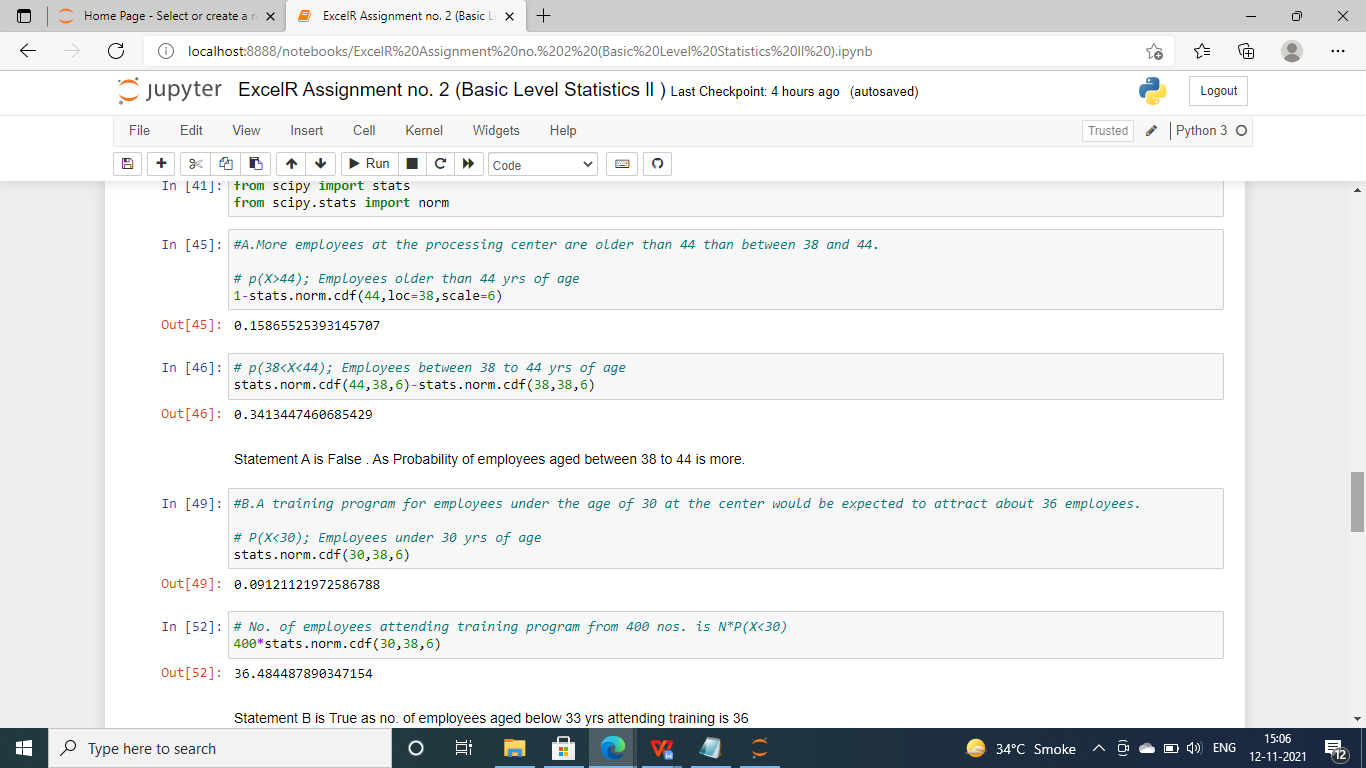 Home Page - Select or create a n
ExcelR Assignment no. 2 (Basic L
localhost:8888/notebooks/ExcelR%20Assignment%20no.%202%20(Basic%20Level%20Statistics%20II%20).ipynb
jupyter ExcelR Assignment no. 2 (Basic Level Statistics II ) Last Checkpoint: 4 hours ago (autosaved)
Logout
File Edit View Insert Cell Kernel Widgets Help
Trusted
Python 3
Run
Code
In [41]: from scipy import stats
from scipy.stats import norm
In [45]: #A.More employees at the processing center are older than 44 than between 38 and 44.
# p(X>44); Employees older than 44 yrs of age
1-stats.norm.cdf(44,loc=38,scale=6)
Out[45]: 0.15865525393145707
In [46]: # p(38<X<44); Employees between 38 to 44 yrs of age
stats.norm.cdf(44,38,6)-stats.norm.cdf(38,38,6)
Out[46]: 0.3413447460685429
Statement A is False . As Probability of employees aged between 38 to 44 is more.
In [49]: #B.A training program for employees under the age of 30 at the center would be expected to attract about 36 employees.
# P(X<30); Employees under 30 yrs of age
stats.norm.cdf(30,38,6)
Out[49]: 0.09121121972586788
In [52]: # No. of employees attending training program from 400 nos. is N*P(X<30)
400*stats.norm.cdf(30,38,6)
Out[52]: 36.484487890347154
Statement B is True as no. of employees aged below 33 yrs attending training is 36
Type here to search
34°C Smoke
ENG
15:06
12-11-2021
12